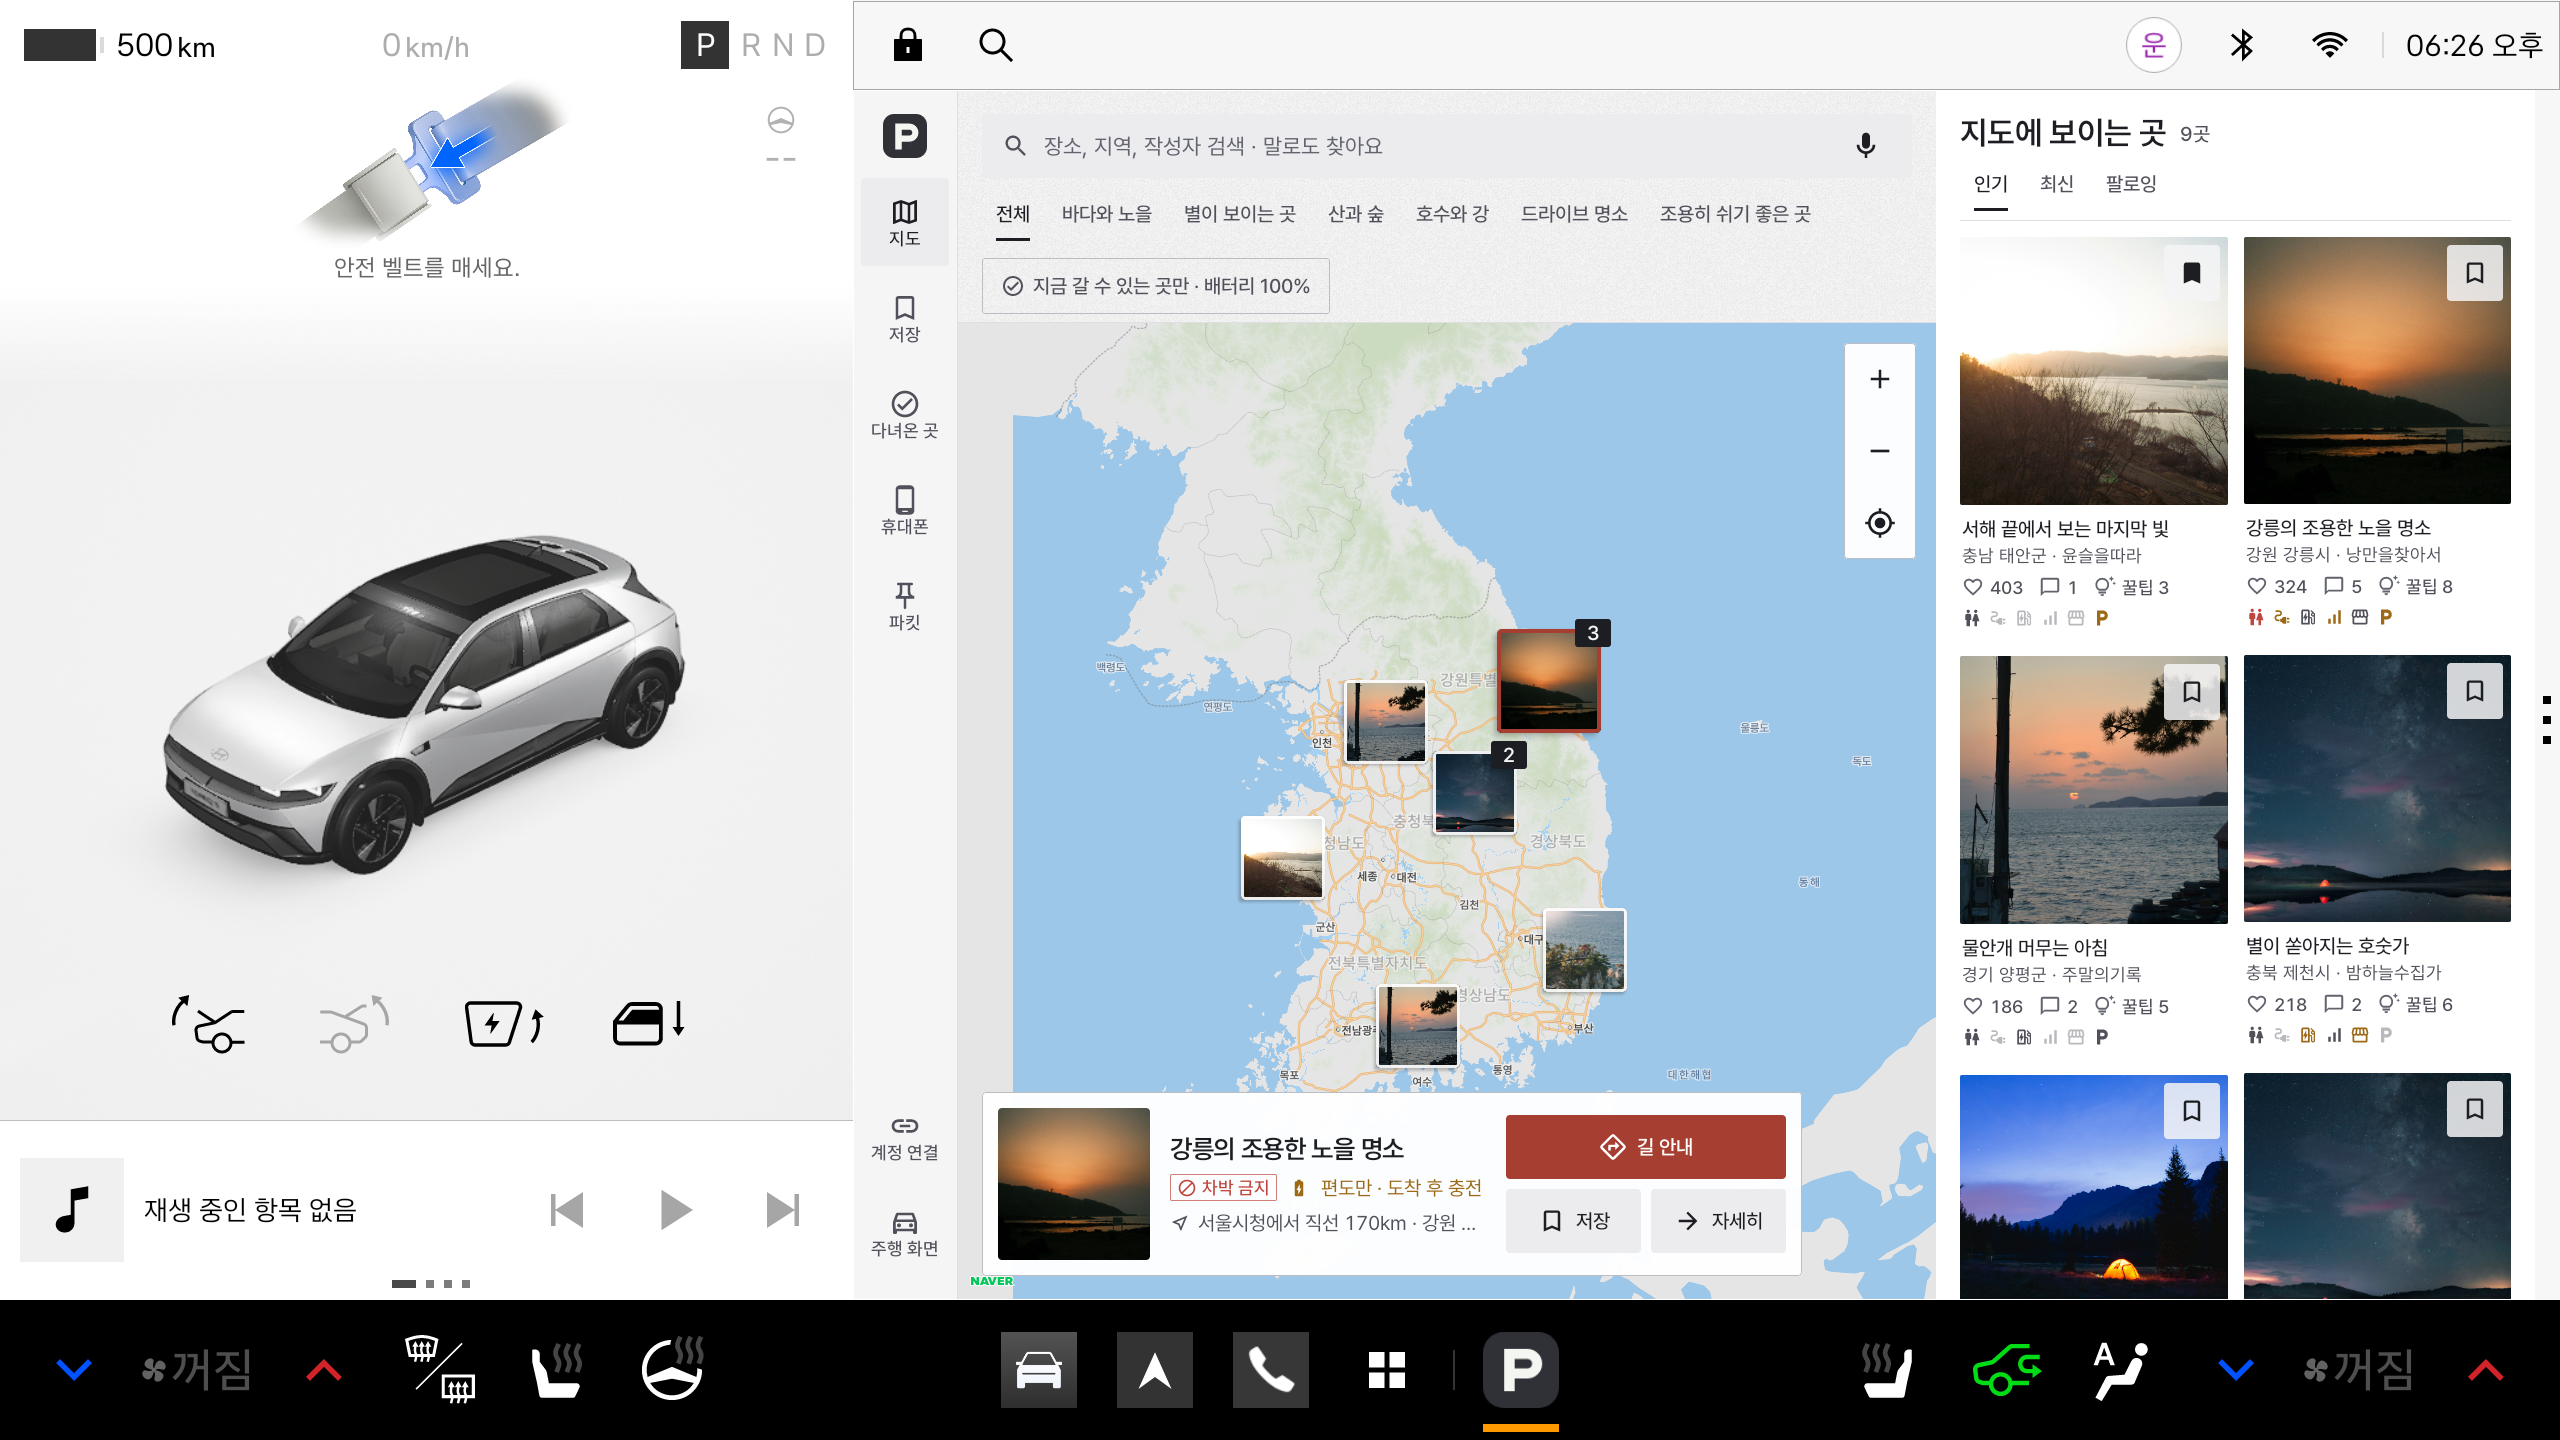 500 km
0 km/h
P R N D
안전 벨트를 매세요.
재생 중인 항목 없음
운
06:26 오후
P
지도
저장
다녀온 곳
휴대폰
파킷
계정 연결
주행 화면
장소, 지역, 작성자 검색 · 말로도 찾아요
전체 바다와 노을 별이 보이는 곳 산과 숲 호수와 강 드라이브 명소 조용히 쉬기 좋은 곳
지금 갈 수 있는 곳만 · 배터리 100%
3
백령도
강원특별
연평도
울릉도
인천
2
독도
충청북
청남도
경상북도
세종
대전
동해
김천
군산
대구
전북특별자치도
경상남도
전남광주
부산
목포
여수
통영
대한해협
강릉의 조용한 노을 명소
차박 금지
편도만 · 도착 후 충전
서울시청에서 직선 170km · 강원 ...
길 안내
저장
자세히
NAVER
지도에 보이는 곳 9곳
인기 최신 팔로잉
서해 끝에서 보는 마지막 빛
충남 태안군 · 윤슬을따라
403 1 꿀팁 3
P
강릉의 조용한 노을 명소
강원 강릉시 · 낭만을찾아서
324 5 꿀팁 8
P
물안개 머무는 아침
경기 양평군 · 주말의기록
186 2 꿀팁 5
P
별이 쏟아지는 호숫가
충북 제천시 · 밤하늘수집가
218 2 꿀팁 6
P
꺼짐
P
A
꺼짐